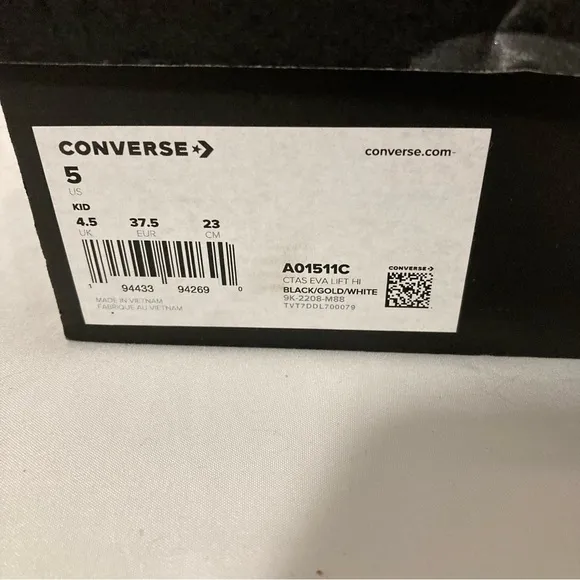 CONVERSE
converse.com
5
US
KID
4.5 37.5 23
UK EUR CM
1 94433 94269 0
MADE IN VIETNAM
FABRIQUE AU VIETNAM
A01511C
CTAS EVA LIFT HI
BLACK/GOLD/WHITE
9K-2208-M88
TVT7DDL700079
CONVERSE